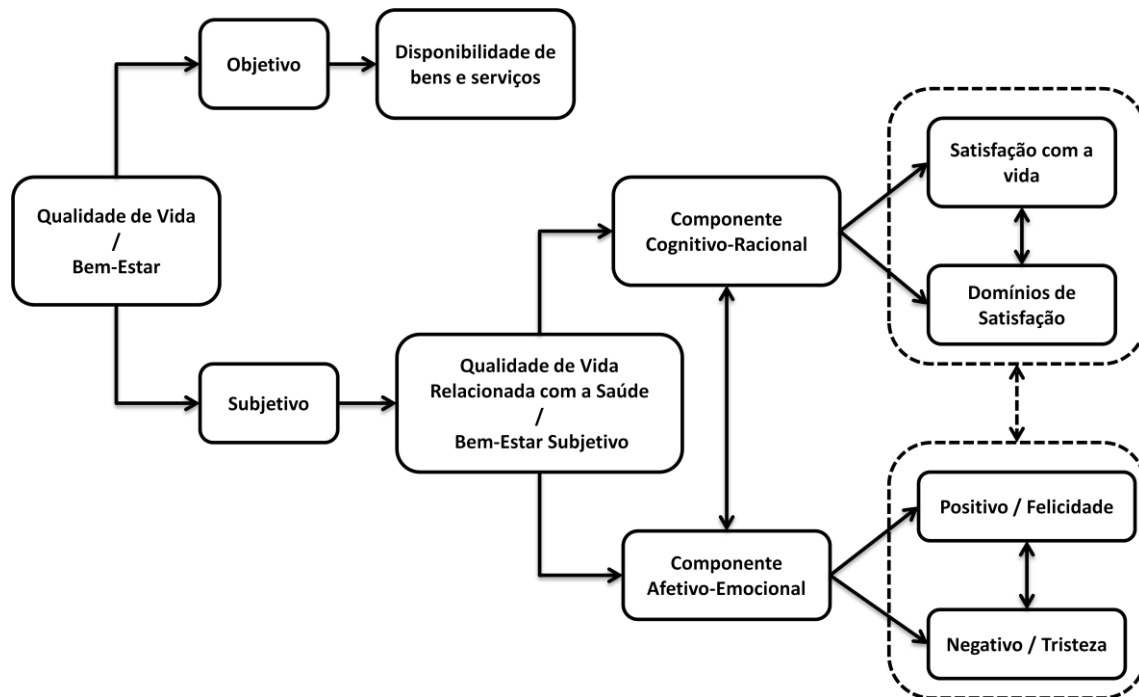 Objetivo
Disponibilidade de
bens e serviços
Qualidade de Vida
/
Bem-Estar
Subjetivo
Qualidade de Vida
Relacionada com a Saúde
/
Bem-Estar Subjetivo
Componente
Cognitivo-Racional
Satisfação com a
vida
Domínios de
Satisfação
Componente
Afetivo-Emocional
Positivo / Felicidade
Negativo / Tristeza